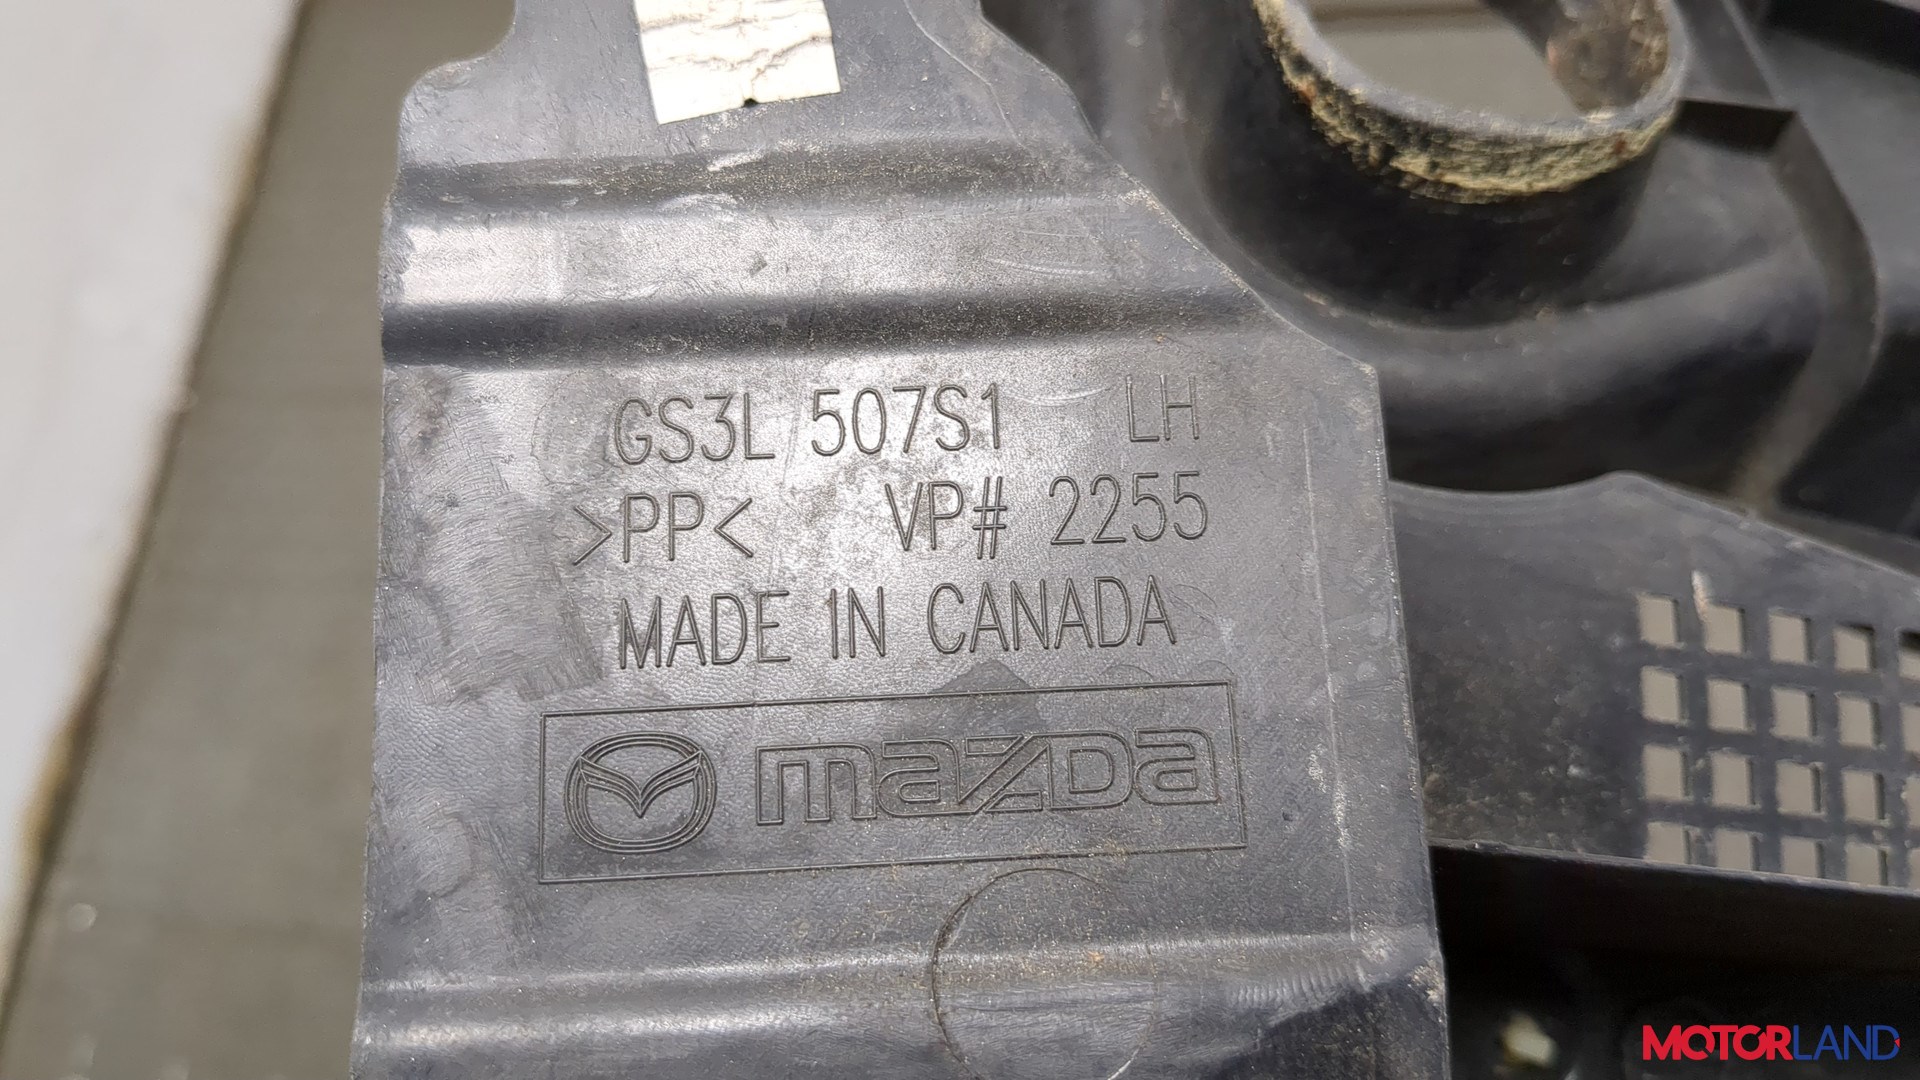 GS3L 507S1 LH
>PP< VP# 2255
MADE IN CANADA
mazda
MOTORLAND